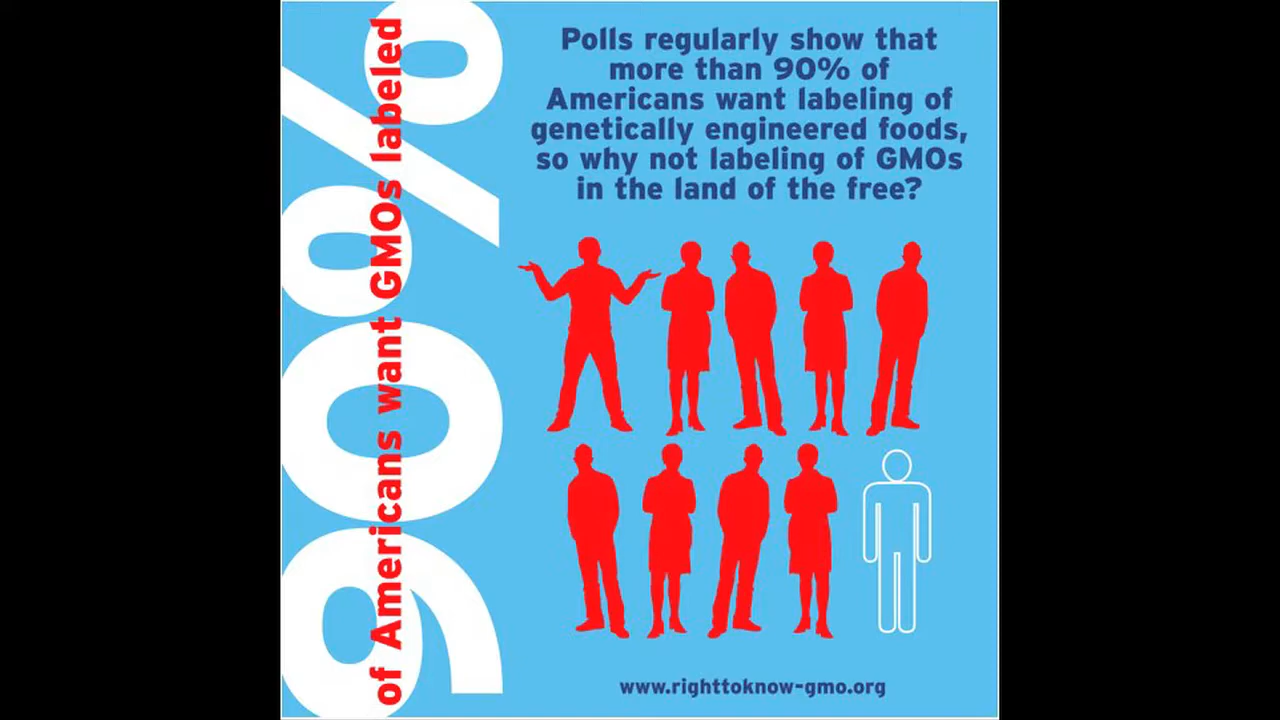 90%
of Americans want GMOs labeled
Polls regularly show that
more than 90% of
Americans want labeling of
genetically engineered foods,
so why not labeling of GMOs
in the land of the free?
www.righttoknow-gmo.org